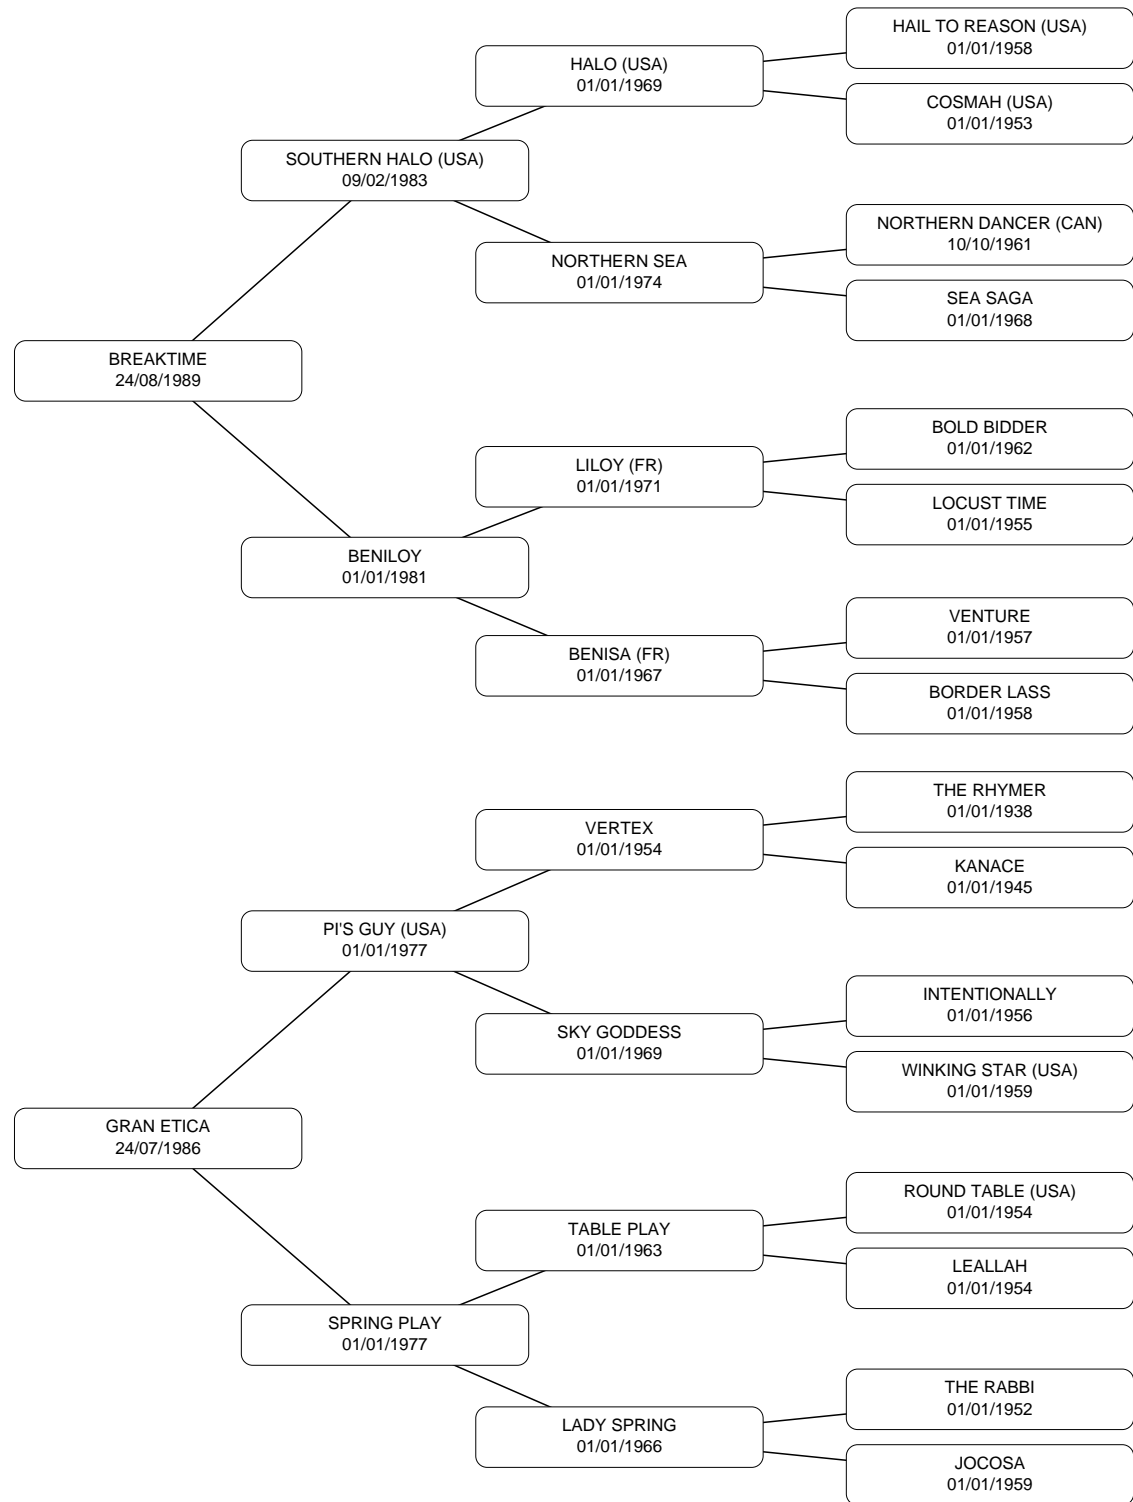 HAIL TO REASON (USA)
01/01/1958
HALO (USA)
01/01/1969
COSMAH (USA)
01/01/1953
SOUTHERN HALO (USA)
09/02/1983
NORTHERN DANCER (CAN)
10/10/1961
NORTHERN SEA
01/01/1974
SEA SAGA
01/01/1968
BREAKTIME
24/08/1989
BOLD BIDDER
01/01/1962
LILOY (FR)
01/01/1971
LOCUST TIME
01/01/1955
BENILOY
01/01/1981
VENTURE
01/01/1957
BENISA (FR)
01/01/1967
BORDER LASS
01/01/1958
THE RHYMER
01/01/1938
VERTEX
01/01/1954
KANACE
01/01/1945
PI'S GUY (USA)
01/01/1977
INTENTIONALLY
01/01/1956
SKY GODDESS
01/01/1969
WINKING STAR (USA)
01/01/1959
GRAN ETICA
24/07/1986
ROUND TABLE (USA)
01/01/1954
TABLE PLAY
01/01/1963
LEALLAH
01/01/1954
SPRING PLAY
01/01/1977
THE RABBI
01/01/1952
LADY SPRING
01/01/1966
JOCOSA
01/01/1959